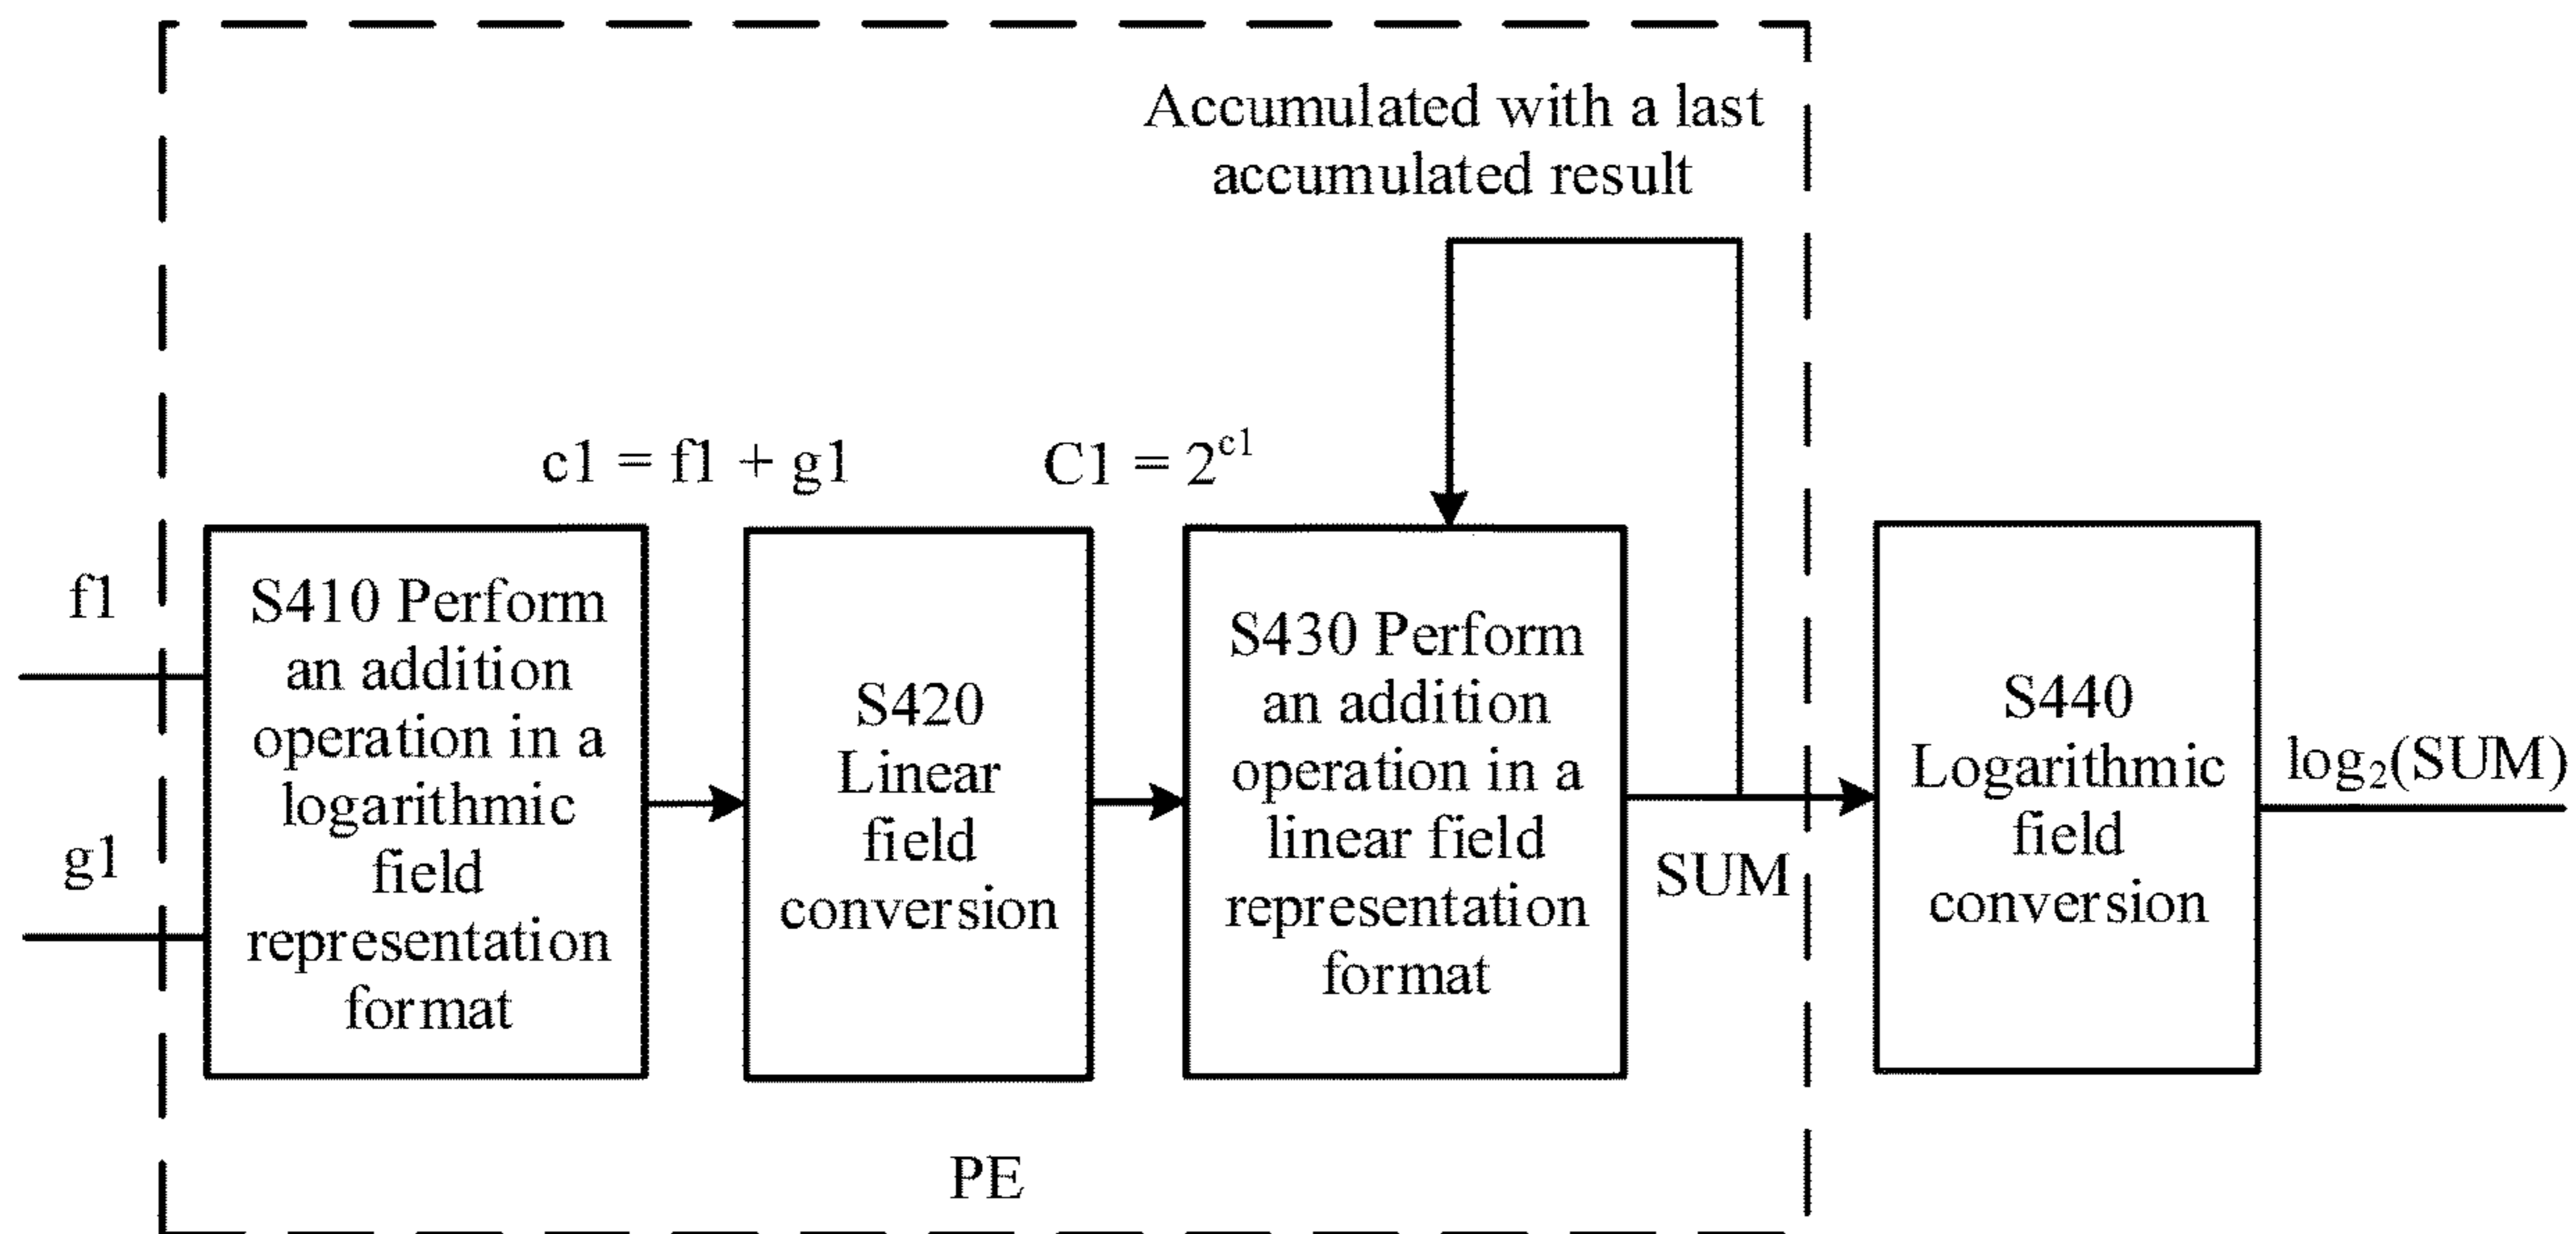 Accumulated with a last
accumulated result
c1 = f1 + g1
C1 = 2^c1
f1
g1
S410 Perform
an addition
operation in a
logarithmic
field
representation
format
S420
Linear
field
conversion
S430 Perform
an addition
operation in a
linear field
representation
format
SUM
S440
Logarithmic
field
conversion
log₂(SUM)
PE